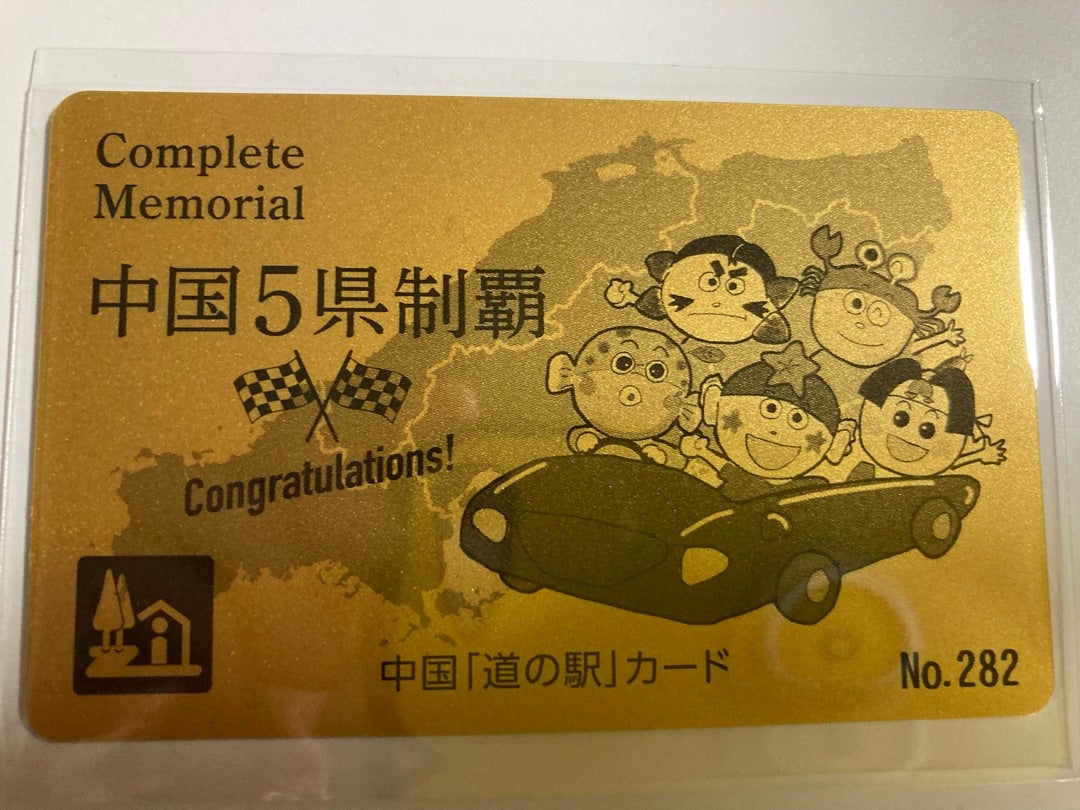 Complete
Memorial
中国5県制覇
Congratulations!
中国「道の駅」カード
No.282